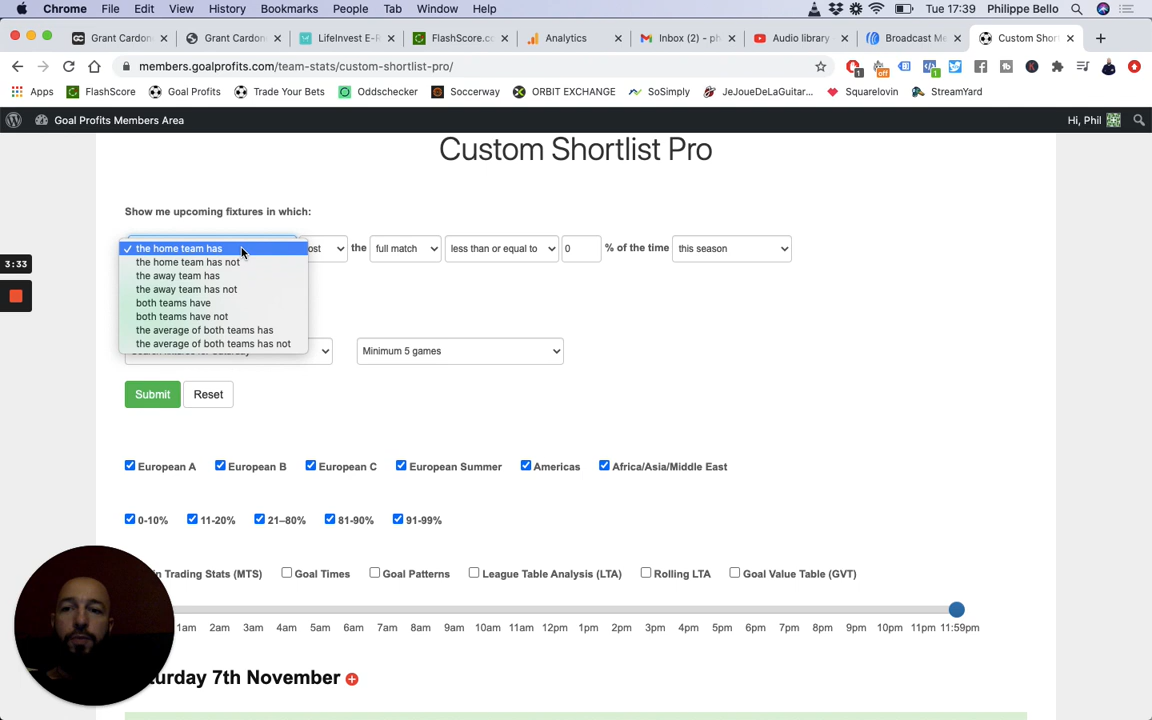 Chrome File Edit View History Bookmarks People Tab Window Help Tue 17:39 Philippe Bello
Grant Cardon × Grant Cardon × LifeInvest E-R × FlashScore.co × Analytics × Inbox (2) – ph × Audio library × Broadcast Me × Custom Short × +
members.goalprofits.com/team-stats/custom-shortlist-pro/ 1 off 1
Apps FlashScore Goal Profits Trade Your Bets Oddschecker Soccerway ORBIT EXCHANGE SoSimply JeJoueDeLaGuitar... Squarelovin StreamYard
Goal Profits Members Area Hi, Phil
Custom Shortlist Pro
Show me upcoming fixtures in which:
✓ the home team has
ost the full match less than or equal to 0 % of the time this season
3:33
the home team has not
the away team has
the away team has not
both teams have
both teams have not
the average of both teams has
the average of both teams has not
Minimum 5 games
Submit Reset
European A European B European C European Summer Americas Africa/Asia/Middle East
0-10% 11-20% 21–80% 81-90% 91-99%
n Trading Stats (MTS) Goal Times Goal Patterns League Table Analysis (LTA) Rolling LTA Goal Value Table (GVT)
1am 2am 3am 4am 5am 6am 7am 8am 9am 10am 11am 12pm 1pm 2pm 3pm 4pm 5pm 6pm 7pm 8pm 9pm 10pm 11pm 11:59pm
turday 7th November